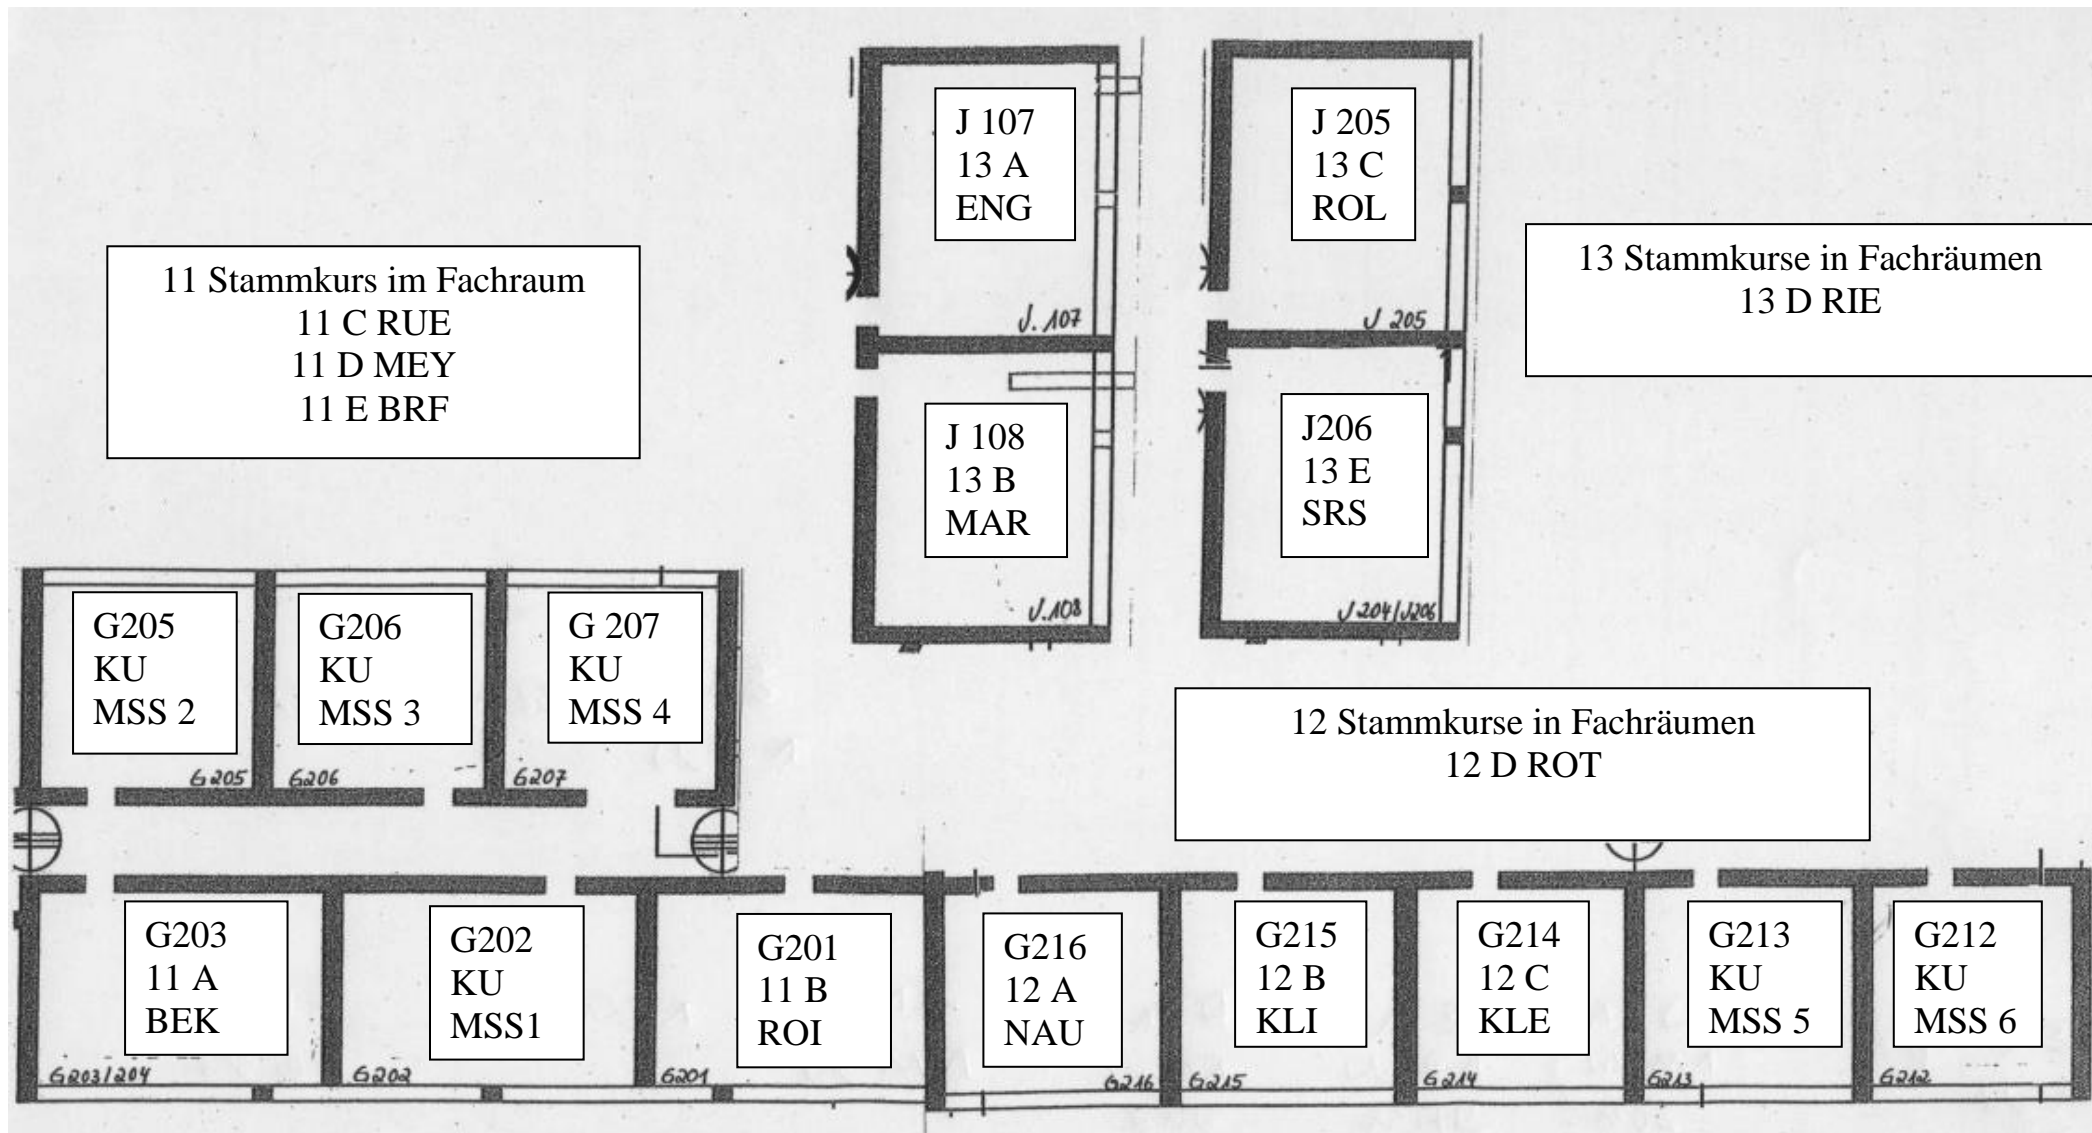 J 107
13 A
ENG
J. 107
J 205
13 C
ROL
J 205
11 Stammkurs im Fachraum
11 C RUE
11 D MEY
11 E BRF
13 Stammkurse in Fachräumen
13 D RIE
J 108
13 B
MAR
J. 108
J206
13 E
SRS
J 204/J206
G205
KU
MSS 2
G205
G206
KU
MSS 3
G206
G 207
KU
MSS 4
G207
12 Stammkurse in Fachräumen
12 D ROT
G203
11 A
BEK
G203/204
G202
KU
MSS1
G202
G201
11 B
ROI
G201
G216
12 A
NAU
G216
G215
12 B
KLI
G215
G214
12 C
KLE
G214
G213
KU
MSS 5
G213
G212
KU
MSS 6
G212